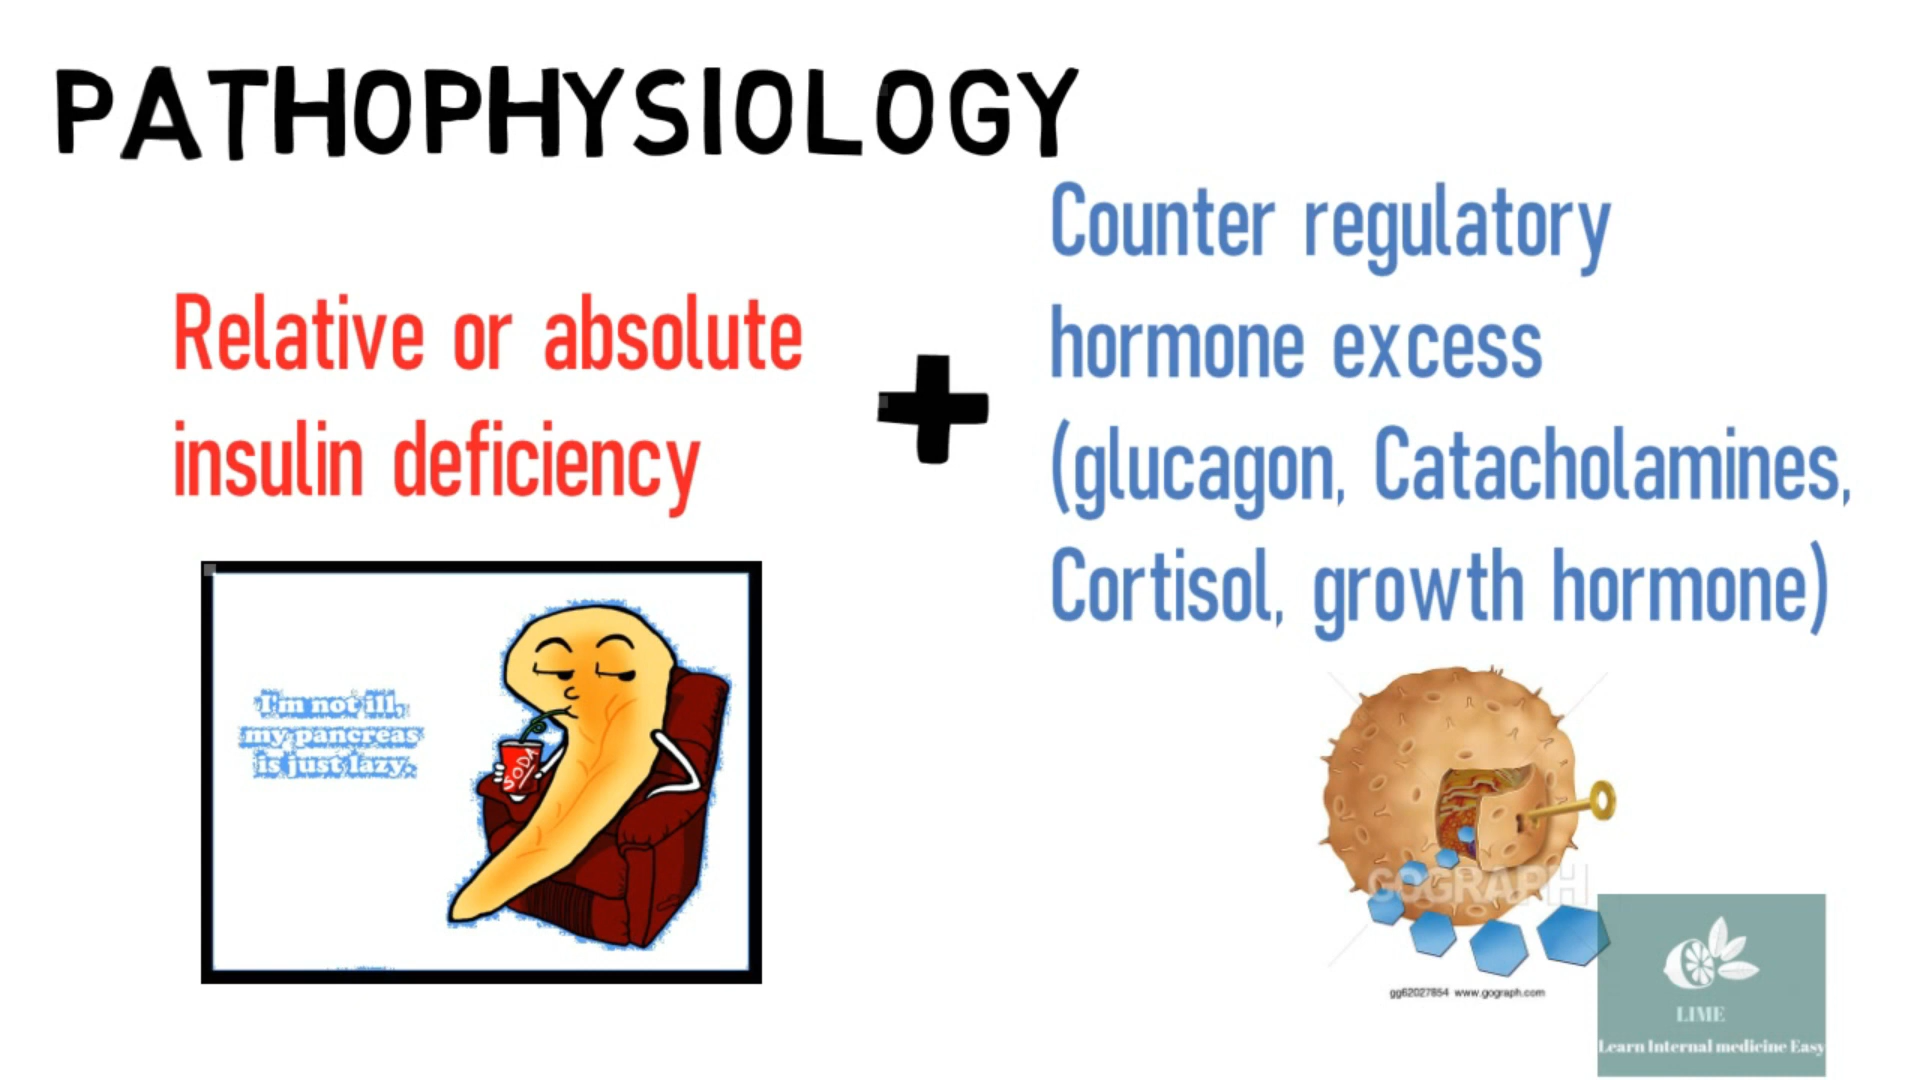 PATHOPHYSIOLOGY
Relative or absolute
insulin deficiency
+
Counter regulatory
hormone excess
(glucagon, Catacholamines,
Cortisol, growth hormone)
I'm not ill,
my pancreas
is just lazy.
SODA
GOGRAPH
gg62027854 www.gograph.com
LIME
Learn Internal medicine Easy